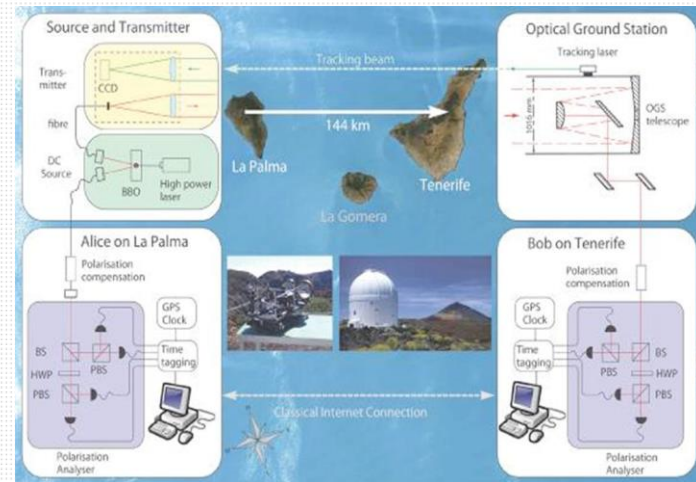 Source and Transmitter
Trans-
mitter
CCD
fibre
DC
Source
BBO
High power
laser
Tracking beam
144 km
La Palma
La Gomera
Tenerife
Optical Ground Station
Tracking laser
1016 mm
OGS
telescope
Alice on La Palma
Polarisation
compensation
GPS
Clock
BS
PBS
Time
tagging
HWP
PBS
Polarisation
Analyser
Classical Internet Connection
Bob on Tenerife
Polarisation
compensation
GPS
Clock
Time
tagging
PBS
BS
HWP
PBS
Polarisation
Analyser